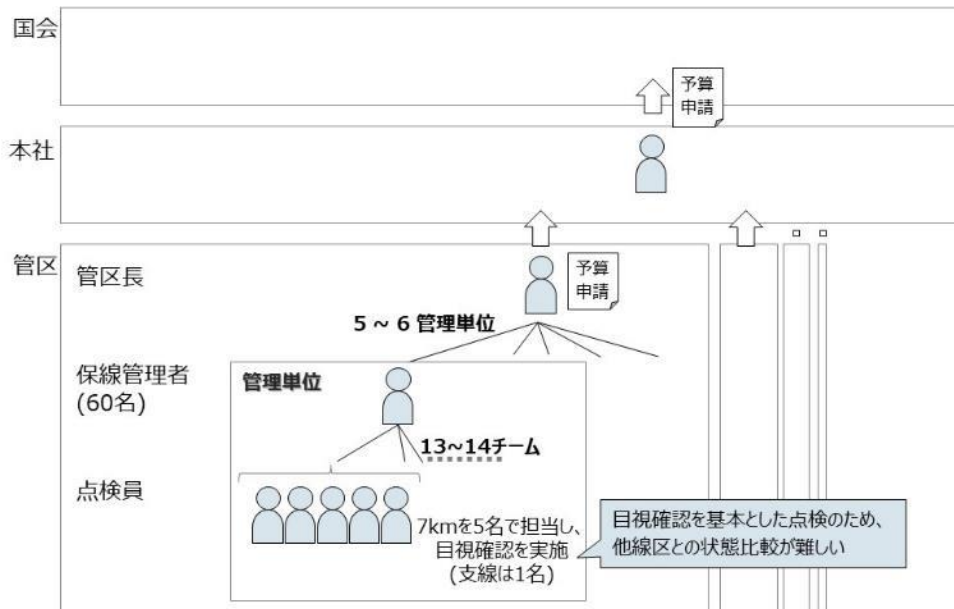 国会
予算
申請
本社
管区
管区長
予算
申請
5 ~ 6 管理単位
保線管理者
(60名)
管理単位
13~14チーム
点検員
7kmを5名で担当し、
目視確認を実施
(支線は1名)
目視確認を基本とした点検のため、
他線区との状態比較が難しい